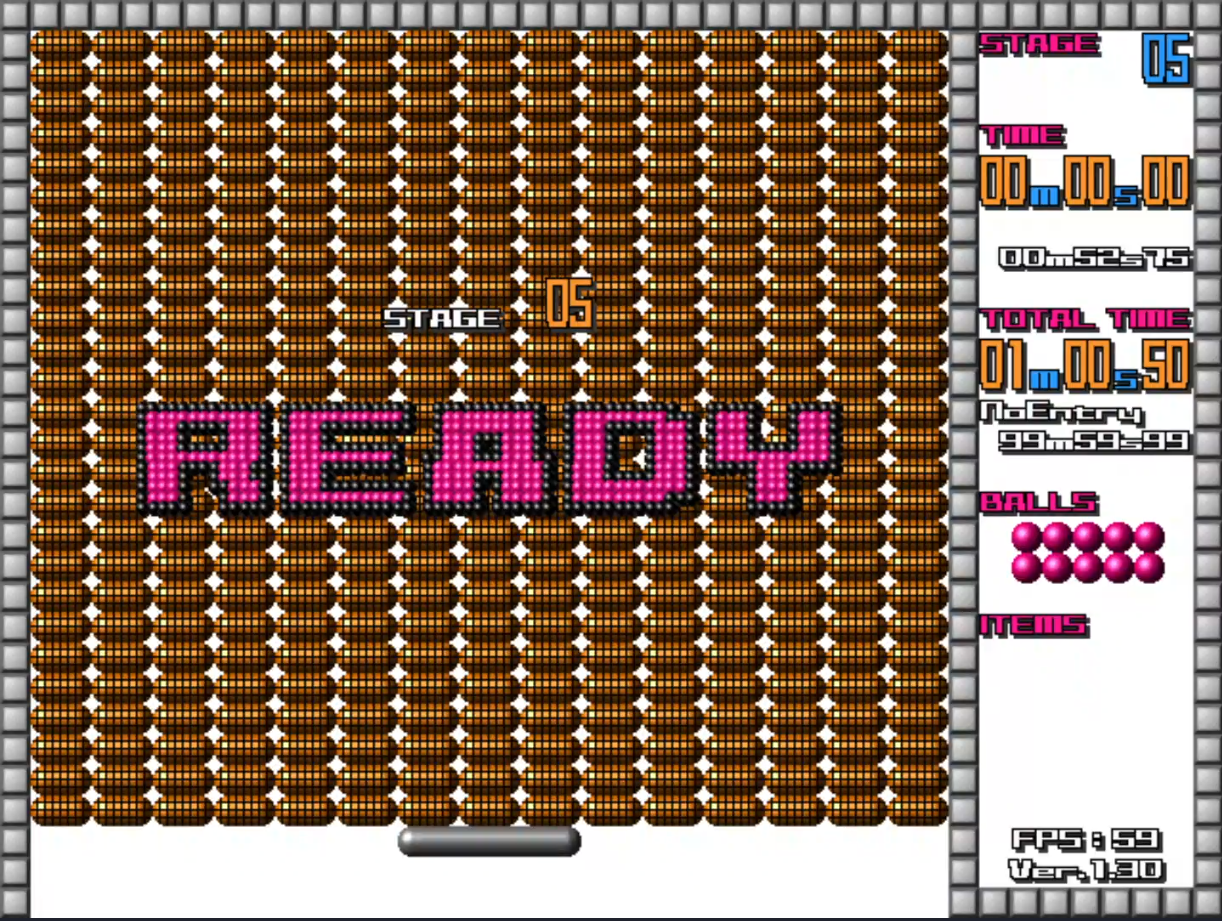 STAGE 05
READY
STAGE 05
TIME
00m00s00
00m52s75
TOTAL TIME
01m00s50
NoEntry
99m59s99
BALLS
ITEMS
FPS:59
Ver.1.30